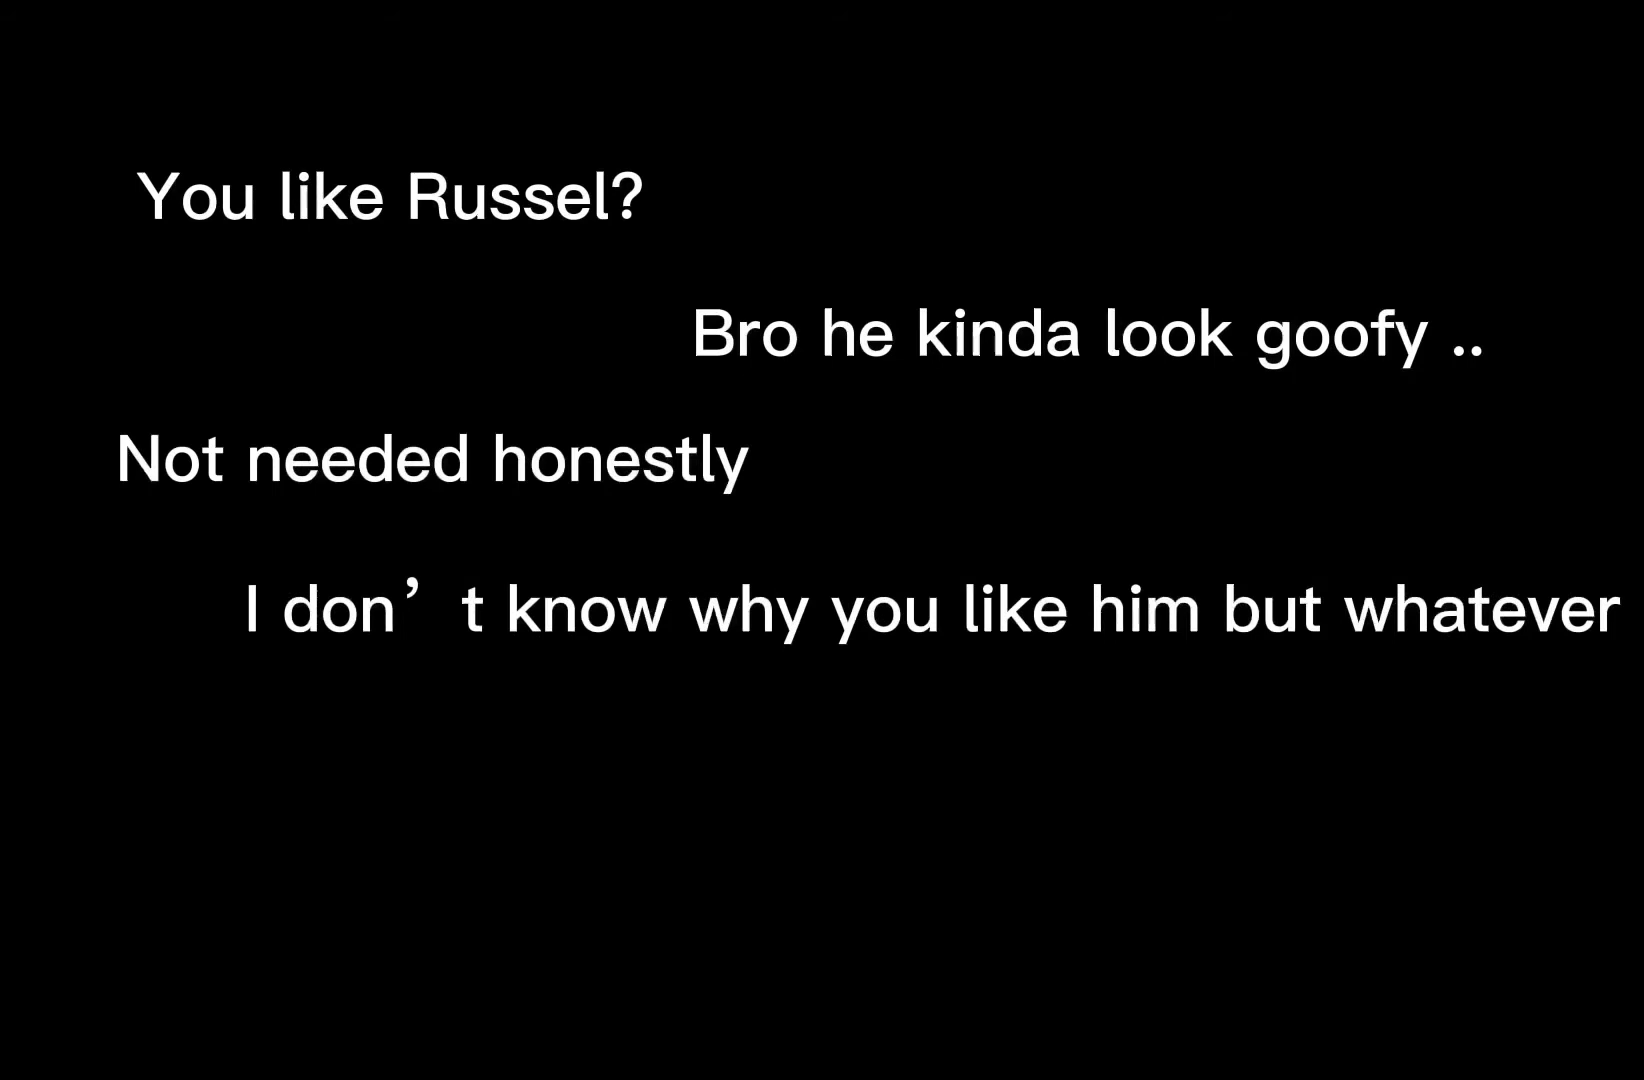 You like Russel?
Bro he kinda look goofy ..
Not needed honestly
I don’t know why you like him but whatever